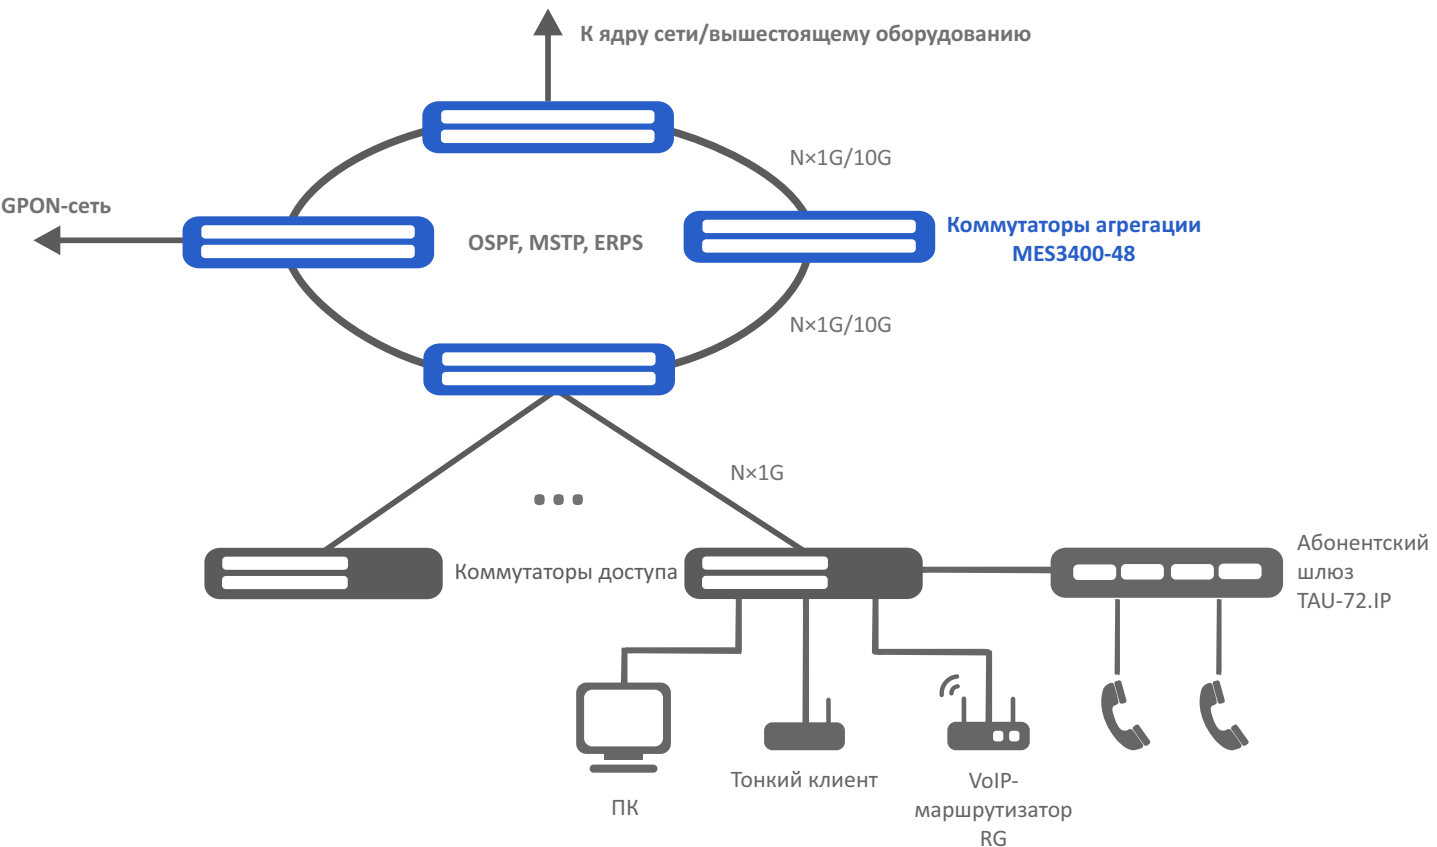 К ядру сети/вышестоящему оборудованию
N×1G/10G
GPON-сеть
OSPF, MSTP, ERPS
Коммутаторы агрегации
MES3400-48
N×1G/10G
N×1G
Коммутаторы доступа
Абонентский
шлюз
TAU-72.IP
ПК
Тонкий клиент
VoIP-
маршрутизатор
RG